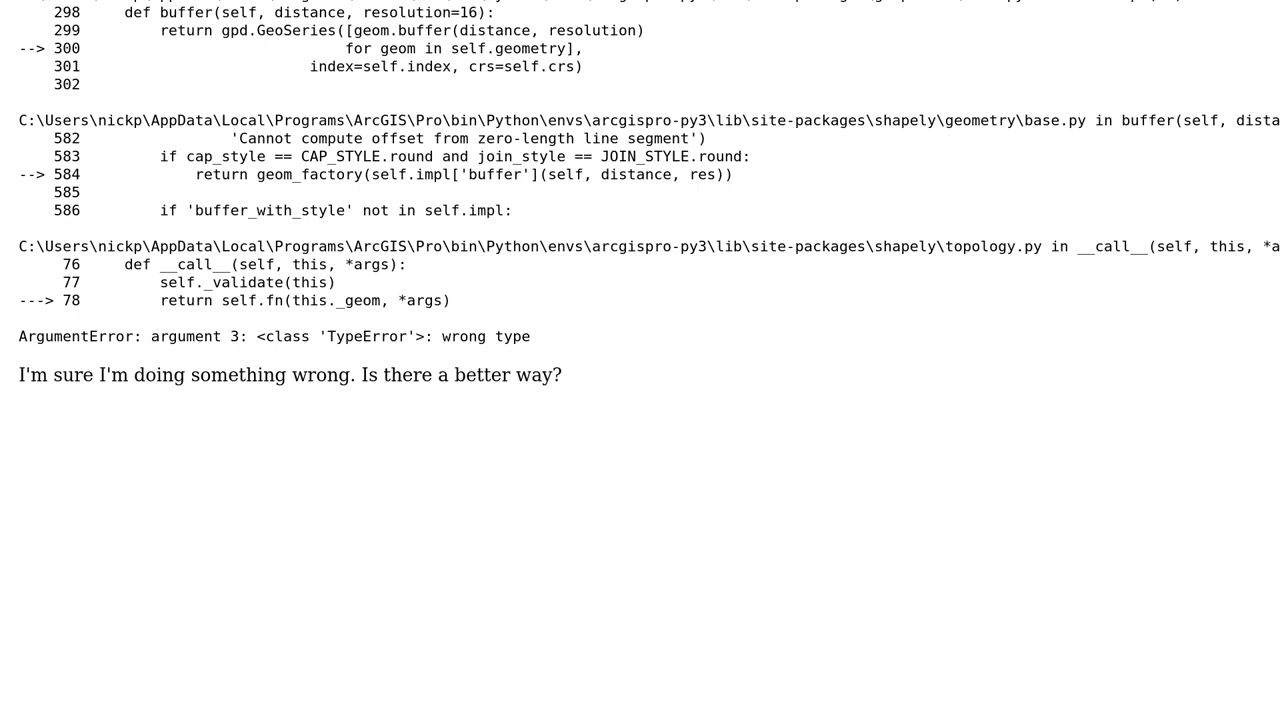 298     def buffer(self, distance, resolution=16):
    299         return gpd.GeoSeries([geom.buffer(distance, resolution)
--> 300                              for geom in self.geometry],
    301                          index=self.index, crs=self.crs)
    302
C:\Users\nickp\AppData\Local\Programs\ArcGIS\Pro\bin\Python\envs\arcgispro-py3\lib\site-packages\shapely\geometry\base.py in buffer(self, dista
    582                 'Cannot compute offset from zero-length line segment')
    583         if cap_style == CAP_STYLE.round and join_style == JOIN_STYLE.round:
--> 584             return geom_factory(self.impl['buffer'](self, distance, res))
    585
    586         if 'buffer_with_style' not in self.impl:
C:\Users\nickp\AppData\Local\Programs\ArcGIS\Pro\bin\Python\envs\arcgispro-py3\lib\site-packages\shapely\topology.py in __call__(self, this, *a
     76     def __call__(self, this, *args):
     77         self._validate(this)
---> 78         return self.fn(this._geom, *args)
ArgumentError: argument 3: <class 'TypeError'>: wrong type
I'm sure I'm doing something wrong. Is there a better way?